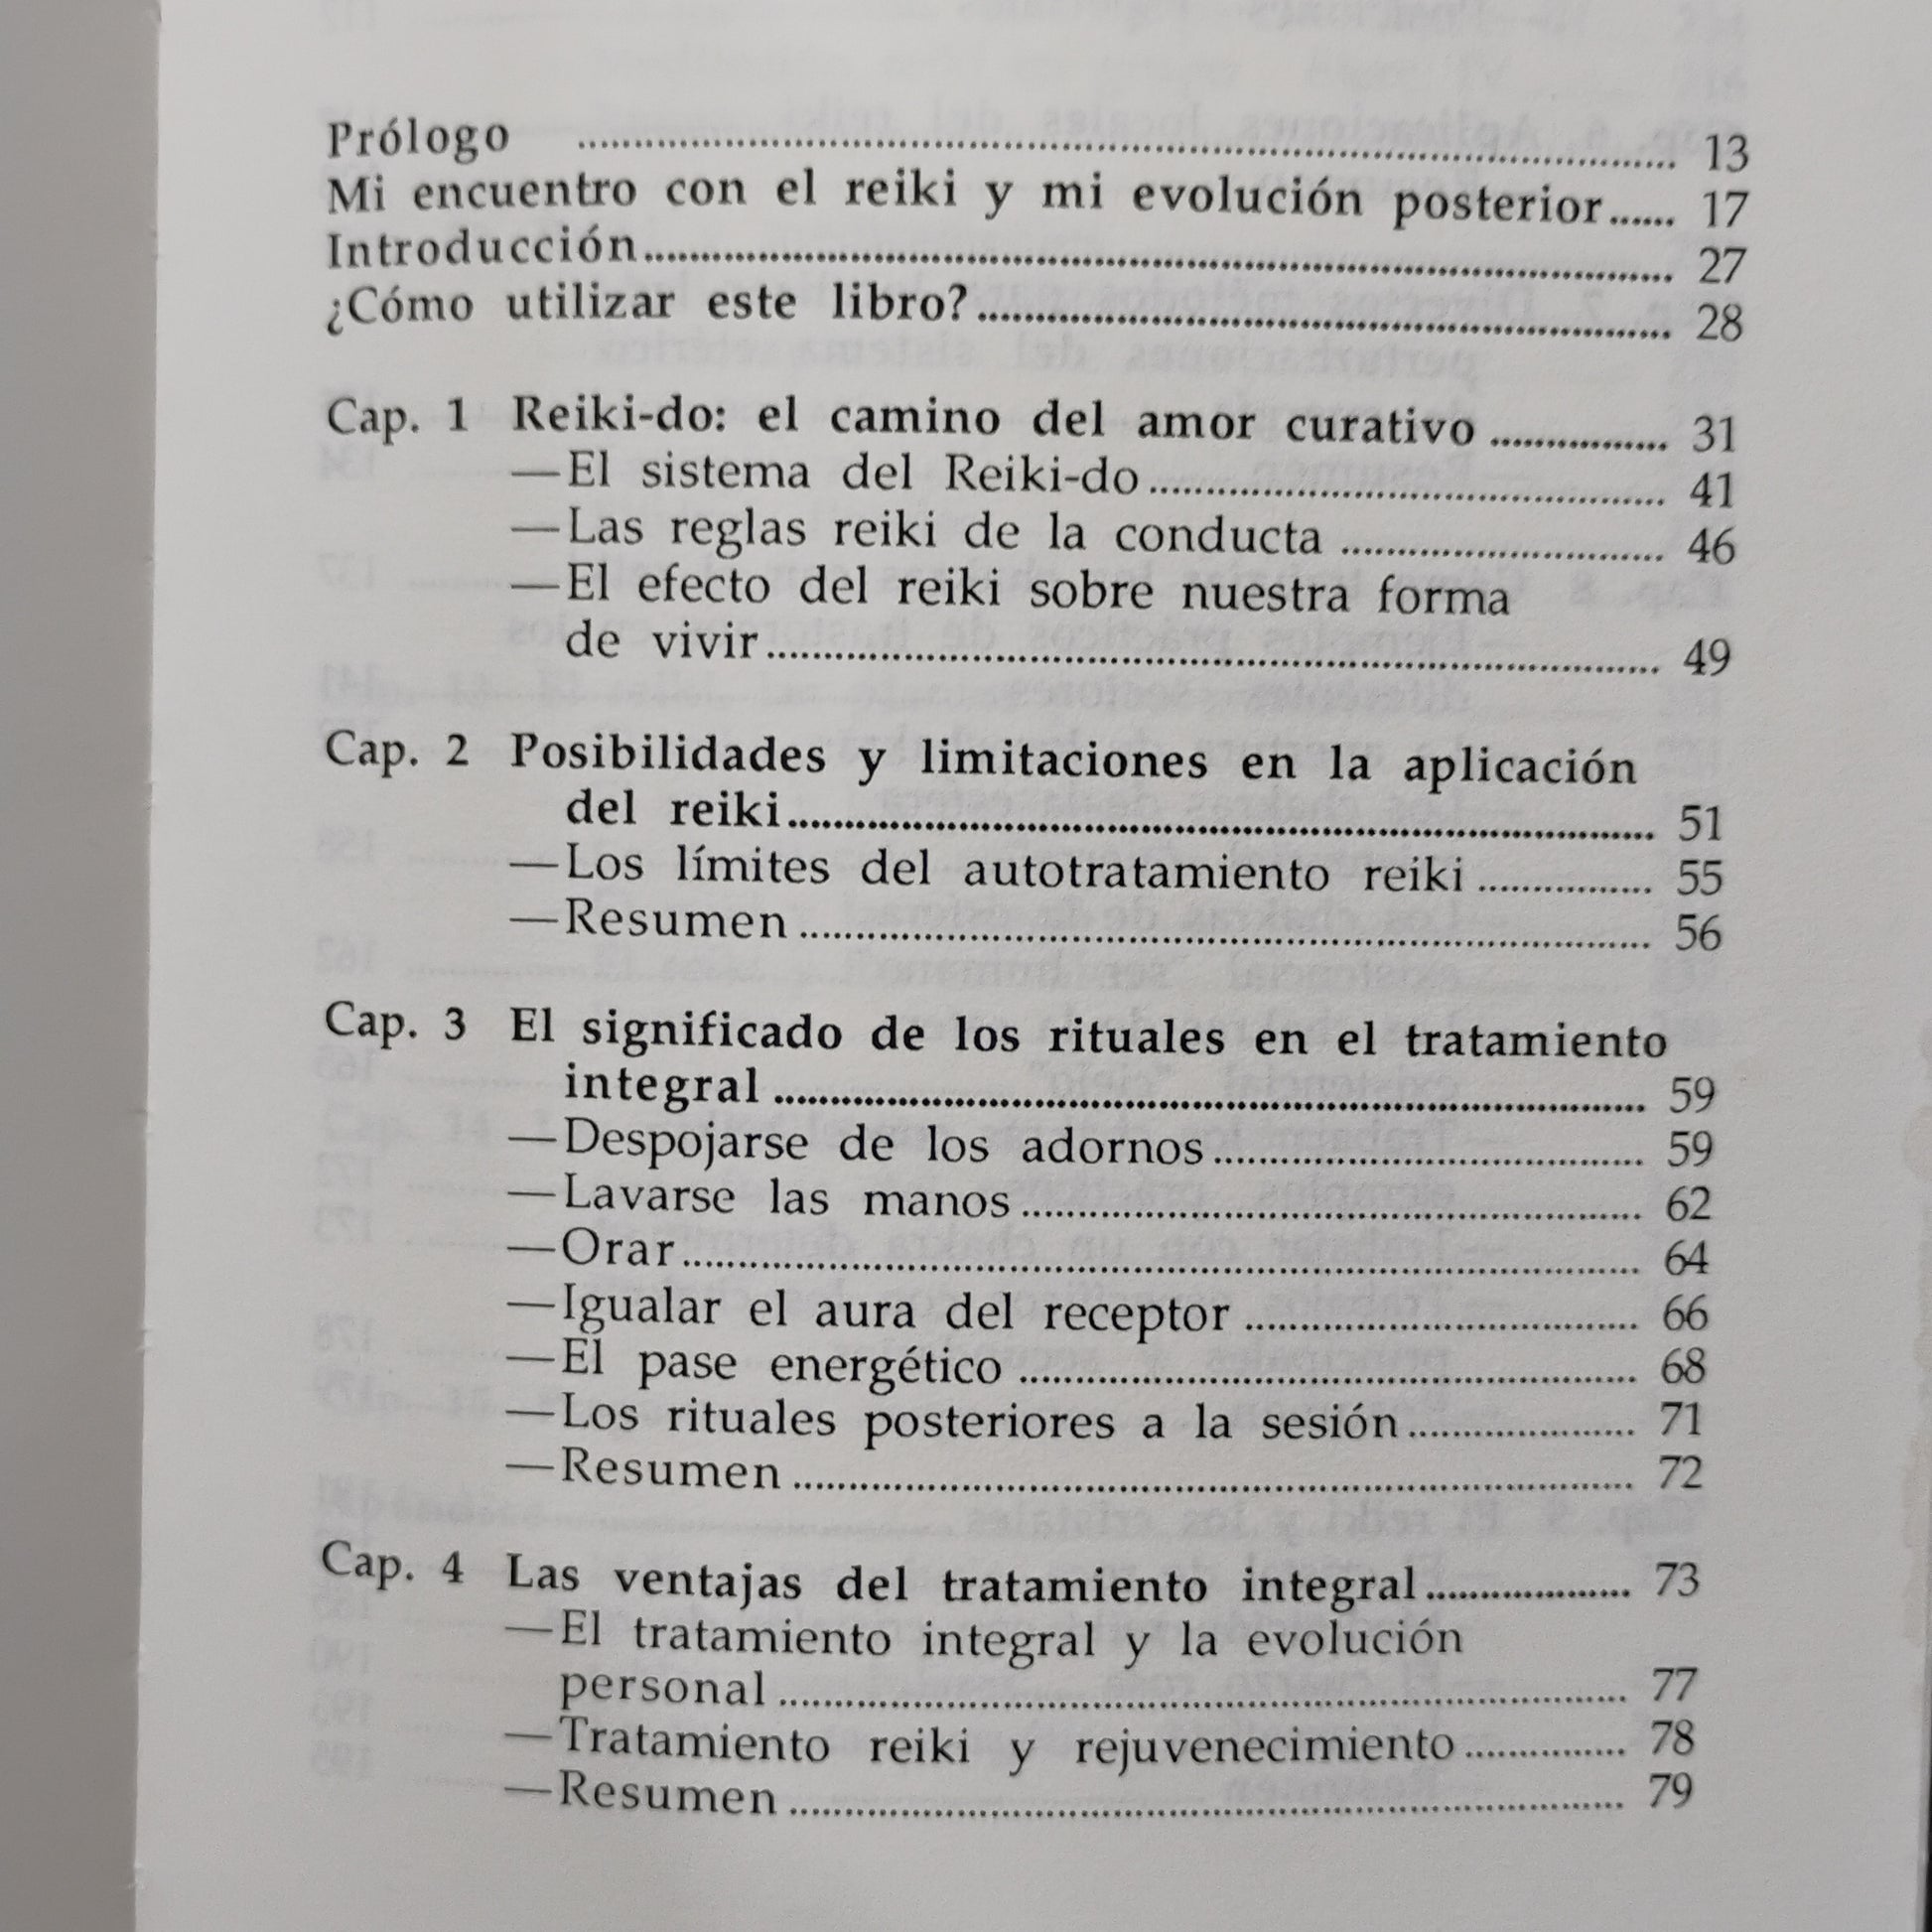 Prólogo ........ 13
Mi encuentro con el reiki y mi evolución posterior...... 17
Introducción........ 27
¿Cómo utilizar este libro?........ 28
Cap. 1 Reiki-do: el camino del amor curativo ........ 31
—El sistema del Reiki-do........ 41
—Las reglas reiki de la conducta ........ 46
—El efecto del reiki sobre nuestra forma
de vivir........ 49
Cap. 2 Posibilidades y limitaciones en la aplicación
del reiki........ 51
—Los límites del autotratamiento reiki ........ 55
—Resumen ........ 56
Cap. 3 El significado de los rituales en el tratamiento
integral ........ 59
—Despojarse de los adornos........ 59
—Lavarse las manos ........ 62
—Orar........ 64
—Igualar el aura del receptor ........ 66
—El pase energético ........ 68
—Los rituales posteriores a la sesión ........ 71
—Resumen ........ 72
Cap. 4 Las ventajas del tratamiento integral........ 73
—El tratamiento integral y la evolución
personal ........ 77
—Tratamiento reiki y rejuvenecimiento ........ 78
—Resumen ........ 79